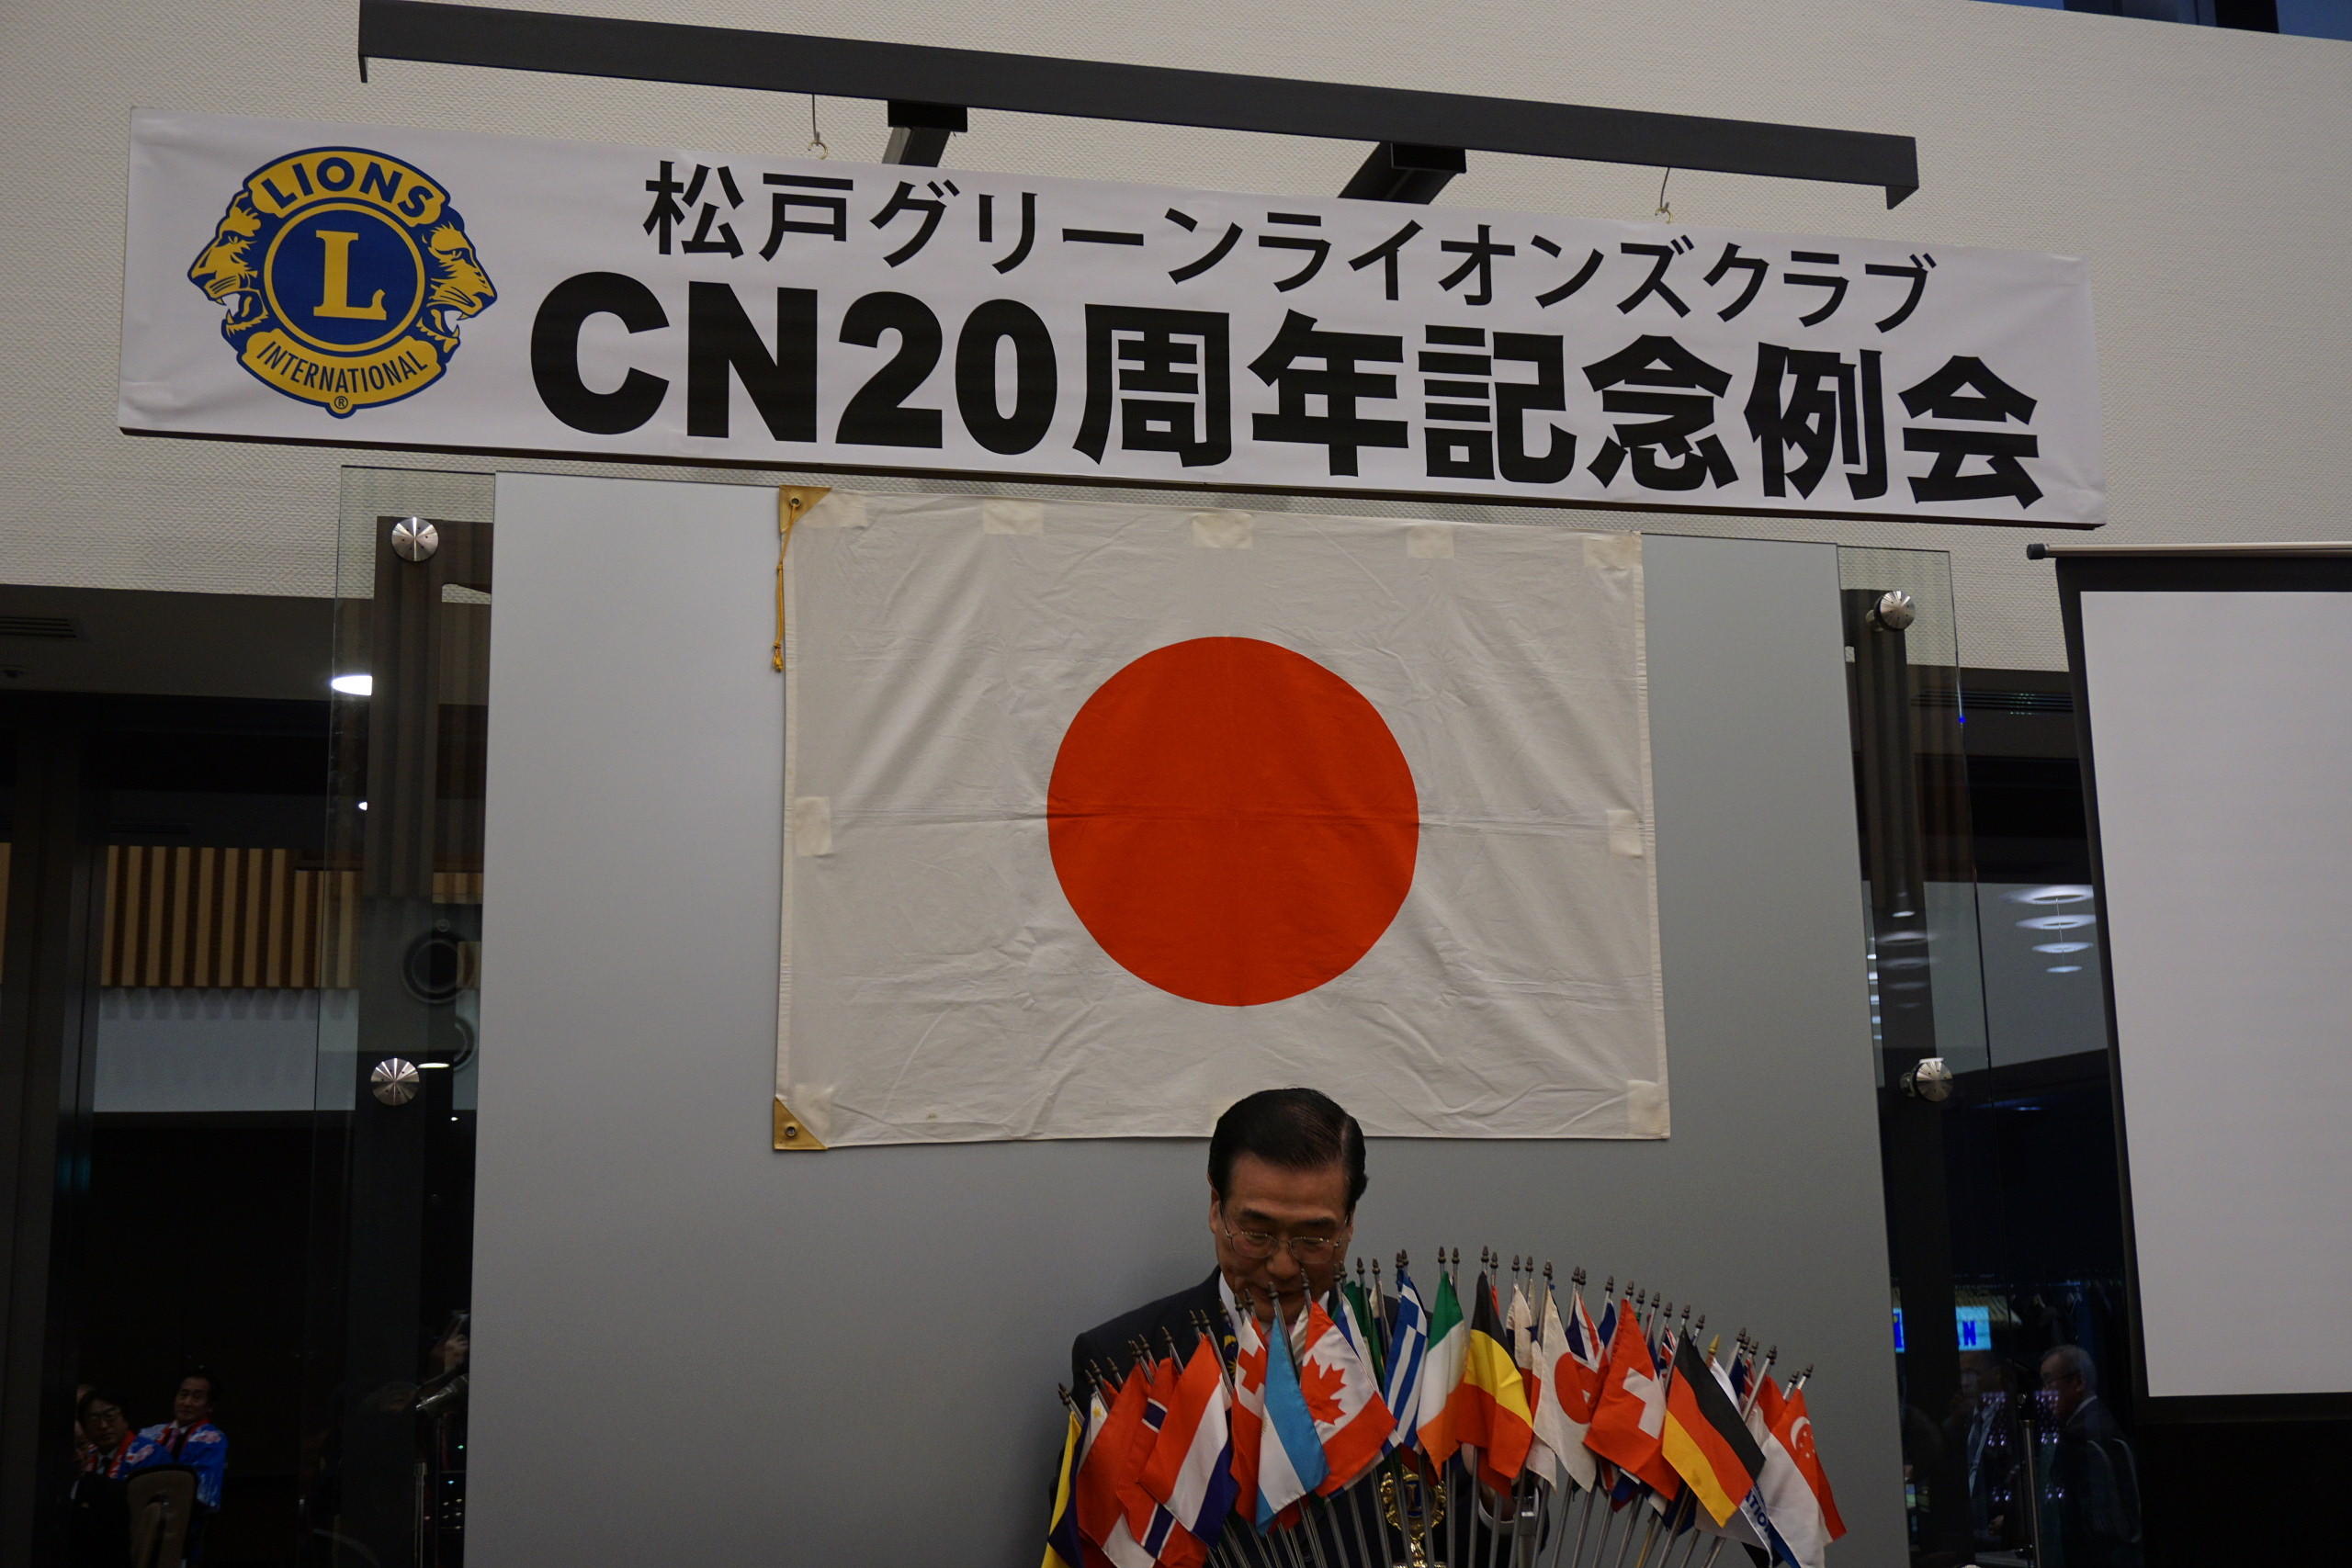 LIONS
L
INTERNATIONAL
®
松戸グリーンライオンズクラブ
CN20周年記念例会